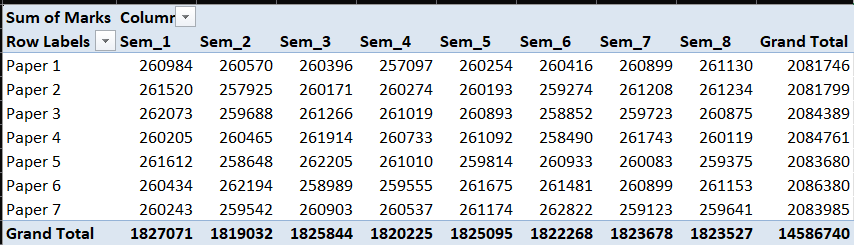 Sum of Marks Column
Row Labels Sem_1 Sem_2 Sem_3 Sem_4 Sem_5 Sem_6 Sem_7 Sem_8 Grand Total
Paper 1 260984 260570 260396 257097 260254 260416 260899 261130 2081746
Paper 2 261520 257925 260171 260274 260193 259274 261208 261234 2081799
Paper 3 262073 259688 261266 261019 260893 258852 259723 260875 2084389
Paper 4 260205 260465 261914 260733 261092 258490 261743 260119 2084761
Paper 5 261612 258648 262205 261010 259814 260933 260083 259375 2083680
Paper 6 260434 262194 258989 259555 261675 261481 260899 261153 2086380
Paper 7 260243 259542 260903 260537 261174 262822 259123 259641 2083985
Grand Total 1827071 1819032 1825844 1820225 1825095 1822268 1823678 1823527 14586740